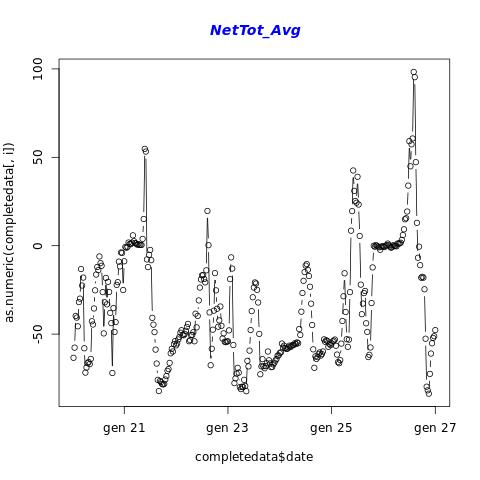 NetTot_Avg
100
50
0
-50
as.numeric(completedata[, i])
gen 21
gen 23
gen 25
gen 27
completedata$date